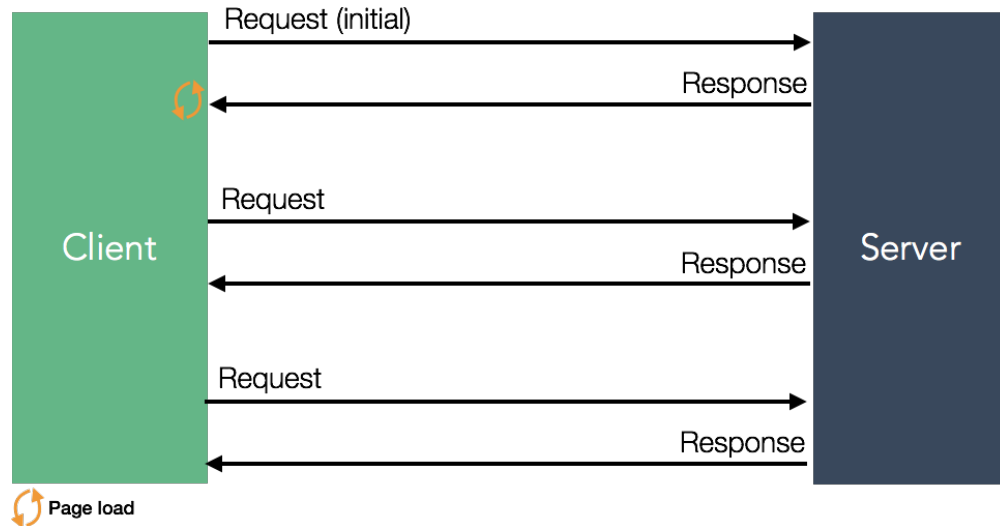 Request (initial)
Response
Request
Client
Server
Response
Request
Response
Page load